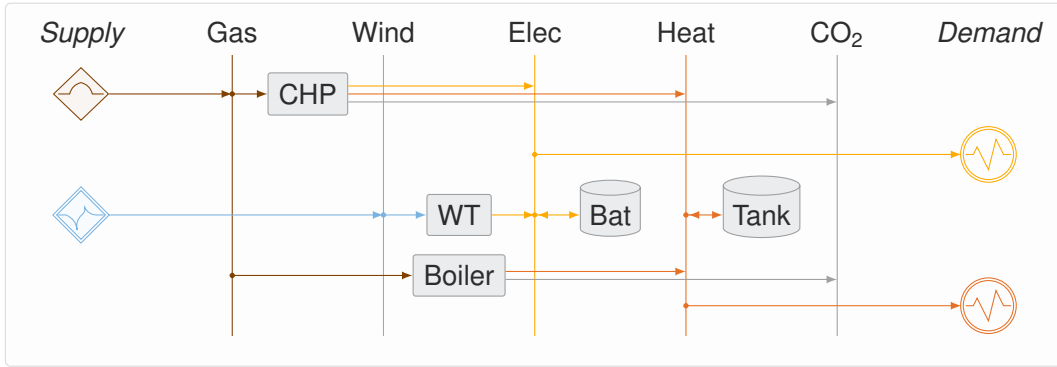 Supply Gas Wind Elec Heat CO₂ Demand
CHP
WT Bat Tank
Boiler